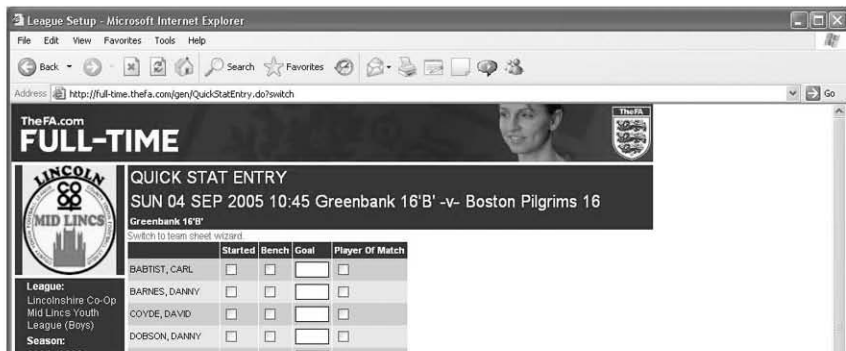 League Setup - Microsoft Internet Explorer
File Edit View Favorites Tools Help
Back Search Favorites
Address http://full-time.thefa.com/gen/QuickStatEntry.do?switch Go
TheFA.com
FULL-TIME
TheFA
LINCOLN
CO
OP
MID LINCS
QUICK STAT ENTRY
SUN 04 SEP 2005 10:45 Greenbank 16'B' -v- Boston Pilgrims 16
Greenbank 16'B'
Switch to team sheet wizard.
Started Bench Goal Player Of Match
BABTIST, CARL
BARNES, DANNY
COYDE, DAVID
DOBSON, DANNY
League:
Lincolnshire Co-Op
Mid Lincs Youth
League (Boys)
Season: